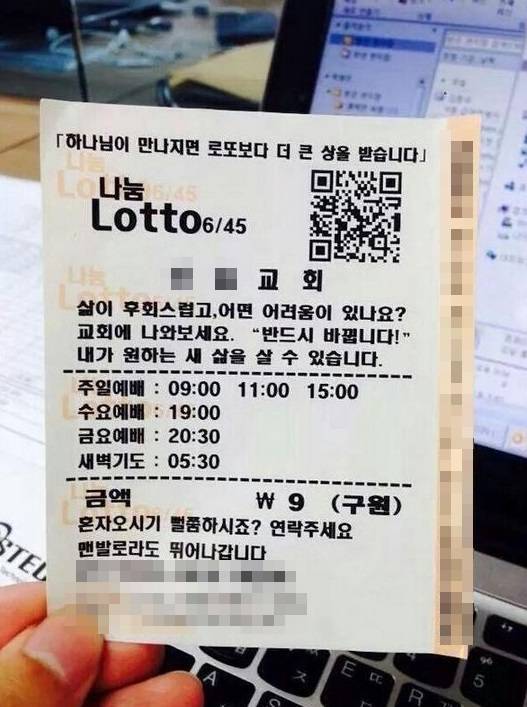 「하나님이 만나지면 로또보다 더 큰 상을 받습니다」
나눔
Lotto6/45
교회
삶이 후회스럽고,어떤 어려움이 있나요?
교회에 나와보세요. “반드시 바뀝니다!”
내가 원하는 새 삶을 살 수 있습니다.
주일예배 : 09:00 11:00 15:00
수요예배 : 19:00
금요예배 : 20:30
새벽기도 : 05:30
금액 ₩ 9 (구원)
혼자오시기 뻘쭘하시죠? 연락주세요
맨발로라도 뛰어나갑니다